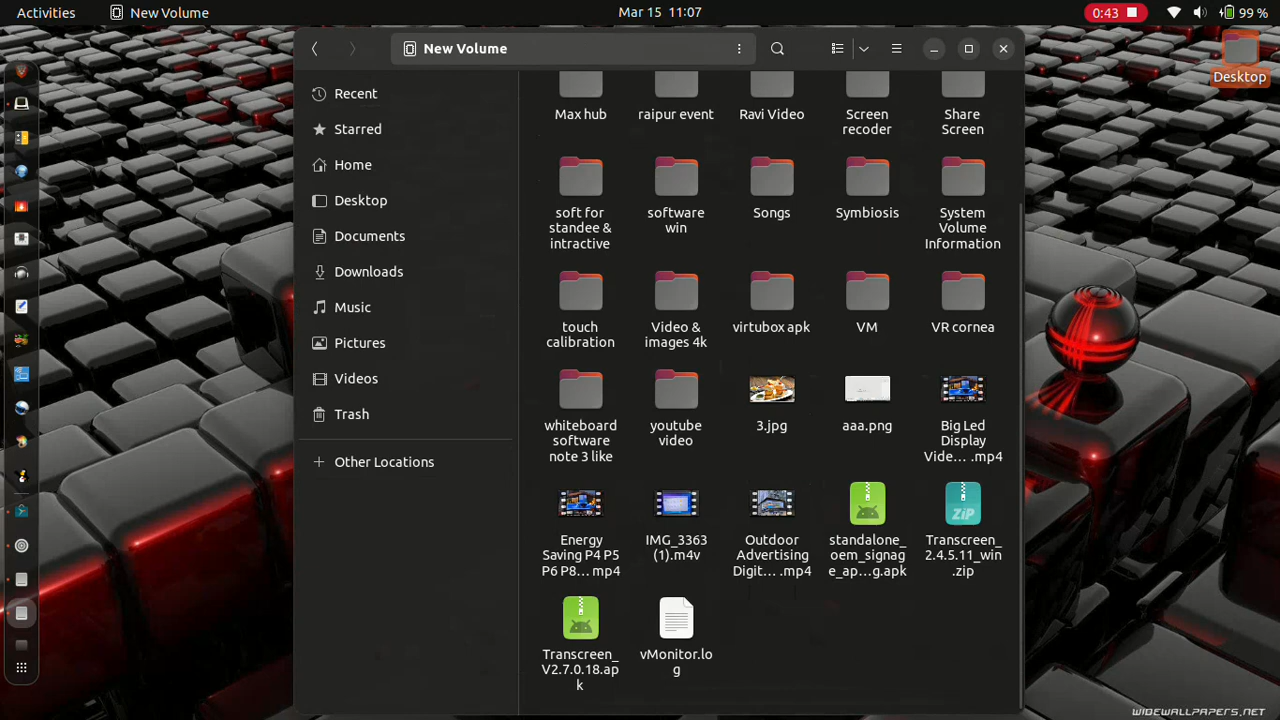 Activities
New Volume
Mar 15 11:07
0:43
99 %
New Volume
Desktop
Recent
Starred
Home
Desktop
Documents
Downloads
Music
Pictures
Videos
Trash
Other Locations
Max hub
raipur event
Ravi Video
Screen
recoder
Share
Screen
soft for
standee &
intractive
software
win
Songs
Symbiosis
System
Volume
Information
touch
calibration
Video &
images 4k
virtubox apk
VM
VR cornea
whiteboard
software
note 3 like
youtube
video
3.jpg
aaa.png
Big Led
Display
Vide… .mp4
Energy
Saving P4 P5
P6 P8… mp4
IMG_3363
(1).m4v
Outdoor
Advertising
Digit… .mp4
standalone_
oem_signag
e_ap…g.apk
ZIP
Transcreen_
2.4.5.11_win
.zip
Transcreen_
V2.7.0.18.ap
k
vMonitor.lo
g
WIDEWALLPAPERS.NET